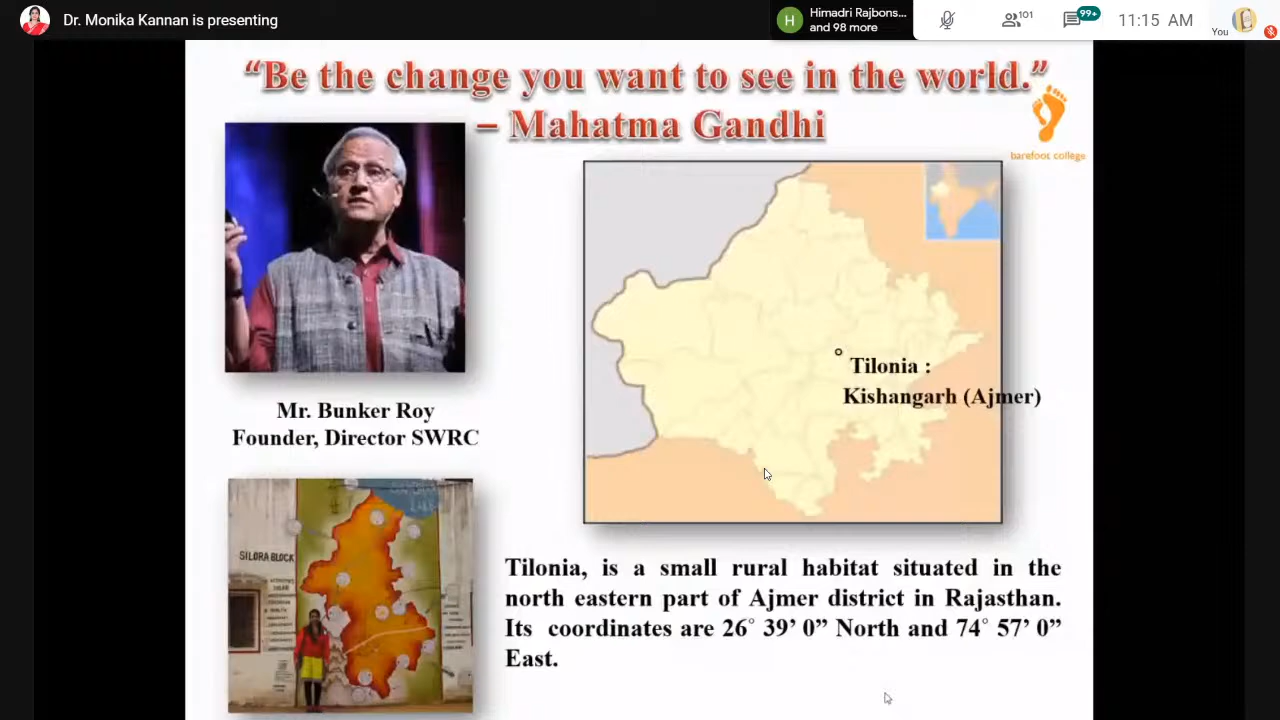 Dr. Monika Kannan is presenting
H
Himadri Rajbons...
and 98 more
101
99+
11:15 AM
You
“Be the change you want to see in the world.”
– Mahatma Gandhi
barefoot college
Tilonia :
Kishangarh (Ajmer)
Mr. Bunker Roy
Founder, Director SWRC
SILORA BLOCK
Tilonia, is a small rural habitat situated in the
north eastern part of Ajmer district in Rajasthan.
Its coordinates are 26° 39’ 0” North and 74° 57’ 0”
East.